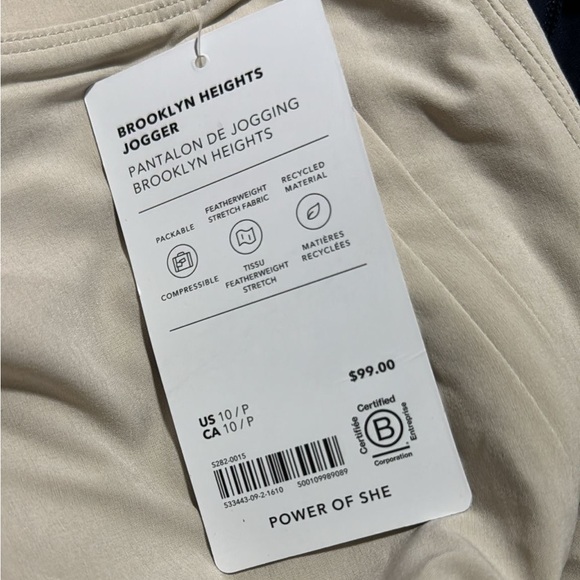 BROOKLYN HEIGHTS
JOGGER
PANTALON DE JOGGING
BROOKLYN HEIGHTS
PACKABLE
COMPRESSIBLE
FEATHERWEIGHT
STRETCH FABRIC
TISSU
FEATHERWEIGHT
STRETCH
RECYCLED
MATERIAL
MATIÈRES
RECYCLÉES
$99.00
US 10/P
CA 10/P
Certified
Certifiée
B
Entreprise
Corporation
5282-0015
533443-09-2-1610 500109989089
POWER OF SHE